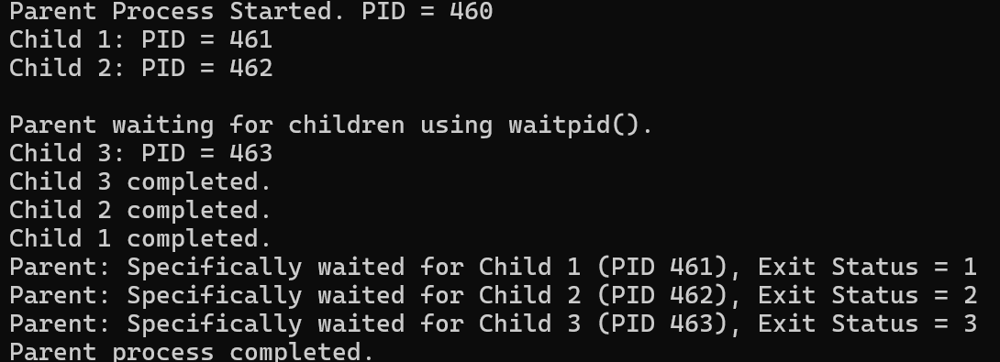 Parent Process Started. PID = 460
Child 1: PID = 461
Child 2: PID = 462
Parent waiting for children using waitpid().
Child 3: PID = 463
Child 3 completed.
Child 2 completed.
Child 1 completed.
Parent: Specifically waited for Child 1 (PID 461), Exit Status = 1
Parent: Specifically waited for Child 2 (PID 462), Exit Status = 2
Parent: Specifically waited for Child 3 (PID 463), Exit Status = 3
Parent process completed.